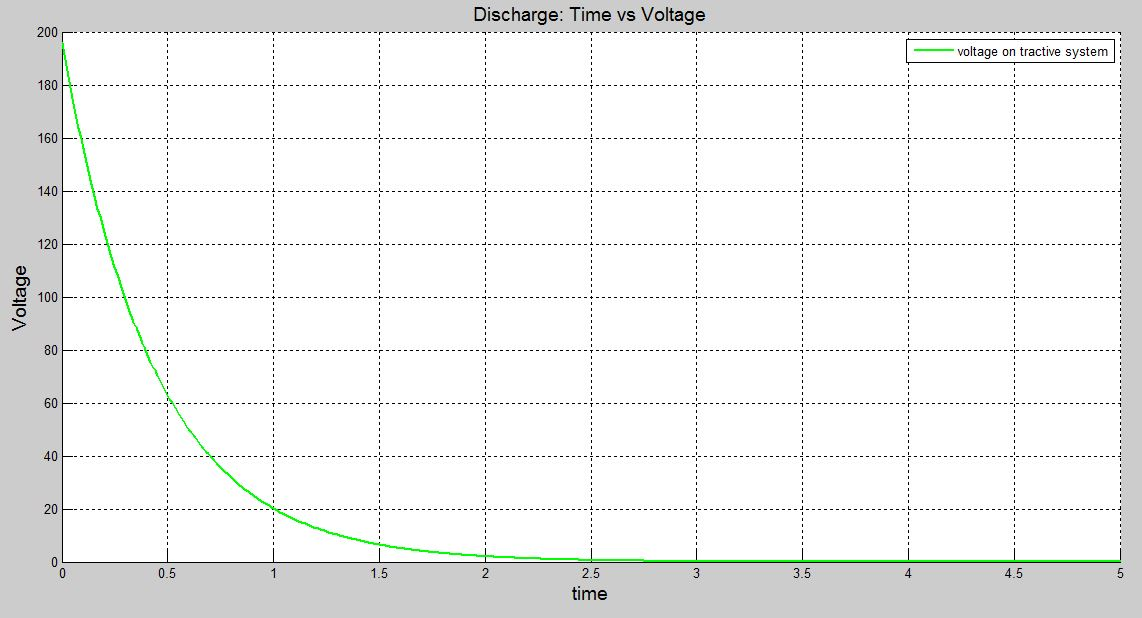 Discharge: Time vs Voltage
voltage on tractive system
Voltage
200
180
160
140
120
100
80
60
40
20
0
0 0.5 1 1.5 2 2.5 3 3.5 4 4.5 5
time